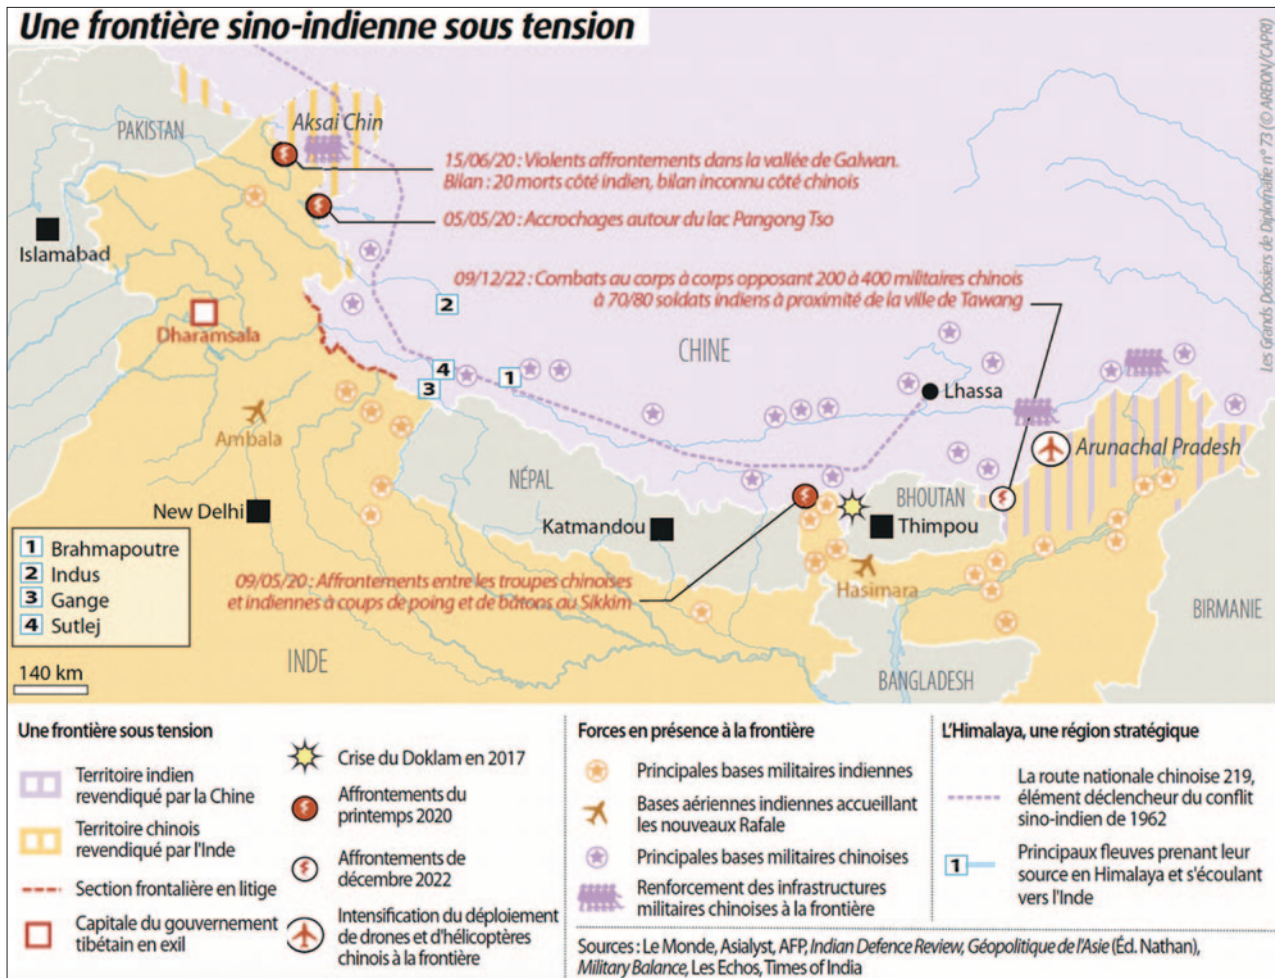 Une frontière sino-indienne sous tension
Les Grands Dossiers de Diplomatie n° 73 (© AREION/CAPRI)
PAKISTAN
Aksai Chin
15/06/20 : Violents affrontements dans la vallée de Galwan.
Bilan : 20 morts côté indien, bilan inconnu côté chinois
05/05/20 : Accrochages autour du lac Pangong Tso
Islamabad
09/12/22 : Combats au corps à corps opposant 200 à 400 militaires chinois
à 70/80 soldats indiens à proximité de la ville de Tawang
2
Dharamsala
CHINE
4
1
3
Lhassa
Ambala
Arunachal Pradesh
NÉPAL
BHOUTAN
New Delhi
Katmandou
Thimpou
1 Brahmapoutre
2 Indus
3 Gange
4 Sutlej
09/05/20 : Affrontements entre les troupes chinoises
et indiennes à coups de poing et de bâtons au Sikkim
Hasimara
BIRMANIE
INDE
140 km
BANGLADESH
Une frontière sous tension
Territoire indien
revendiqué par la Chine
Territoire chinois
revendiqué par l'Inde
Section frontalière en litige
Capitale du gouvernement
tibétain en exil
Crise du Doklam en 2017
Affrontements du
printemps 2020
Affrontements de
décembre 2022
Intensification du déploiement
de drones et d'hélicoptères
chinois à la frontière
Forces en présence à la frontière
Principales bases militaires indiennes
Bases aériennes indiennes accueillant
les nouveaux Rafale
Principales bases militaires chinoises
Renforcement des infrastructures
militaires chinoises à la frontière
L'Himalaya, une région stratégique
La route nationale chinoise 219,
élément déclencheur du conflit
sino-indien de 1962
1
Principaux fleuves prenant leur
source en Himalaya et s'écoulant
vers l'Inde
Sources : Le Monde, Asialyst, AFP, Indian Defence Review, Géopolitique de l'Asie (Éd. Nathan),
Military Balance, Les Echos, Times of India